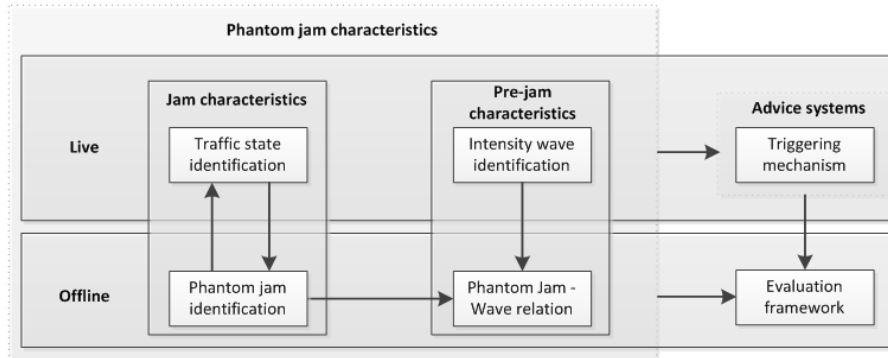 Phantom jam characteristics
Jam characteristics
Pre-jam
characteristics
Advice systems
Live
Traffic state
identification
Intensity wave
identification
Triggering
mechanism
Offline
Phantom jam
identification
Phantom Jam -
Wave relation
Evaluation
framework